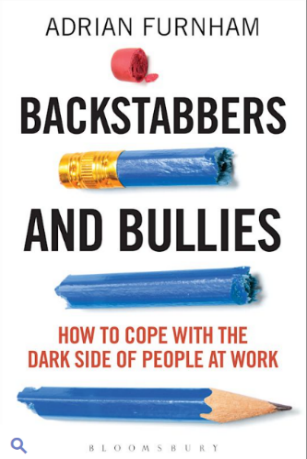 ADRIAN FURNHAM
BACKSTABBERS
AND BULLIES
HOW TO COPE WITH THE
DARK SIDE OF PEOPLE AT WORK
BLOOMSBURY